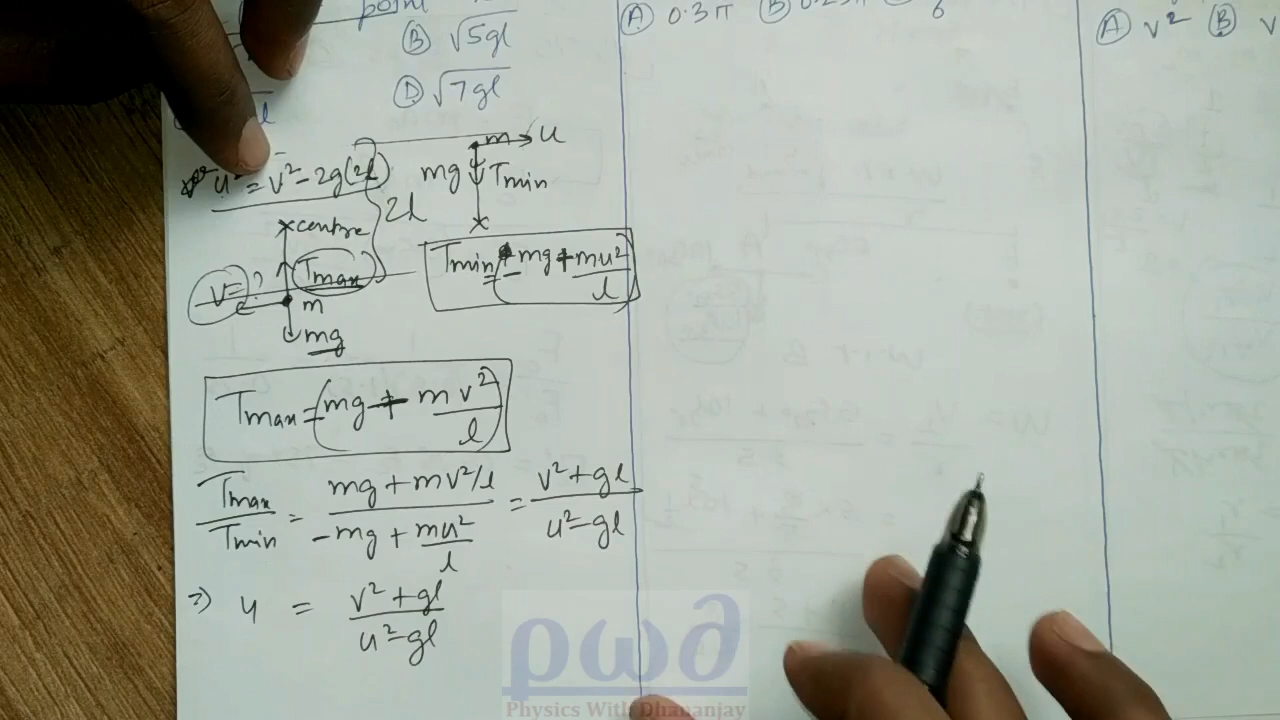 point
Ⓑ √5gl
Ⓓ √7gl
l
u² = v² - 2g(2l)
2l
m → u
mg
Tmin
centre
Tmax
v = ?
m
mg
Tmin = (-mg + mu²/l)
Tmax = (mg + mv²/l)
Tmax/Tmin = (mg + mv²/l)/(-mg + mu²/l) = (v² + gl)/(u² - gl)
⇒ 4 = (v² + gl)/(u² - gl)
Ⓐ 0.3π Ⓑ 0.25π
6
Ⓐ v² Ⓑ v
ρω∂
Physics With Dhananjay